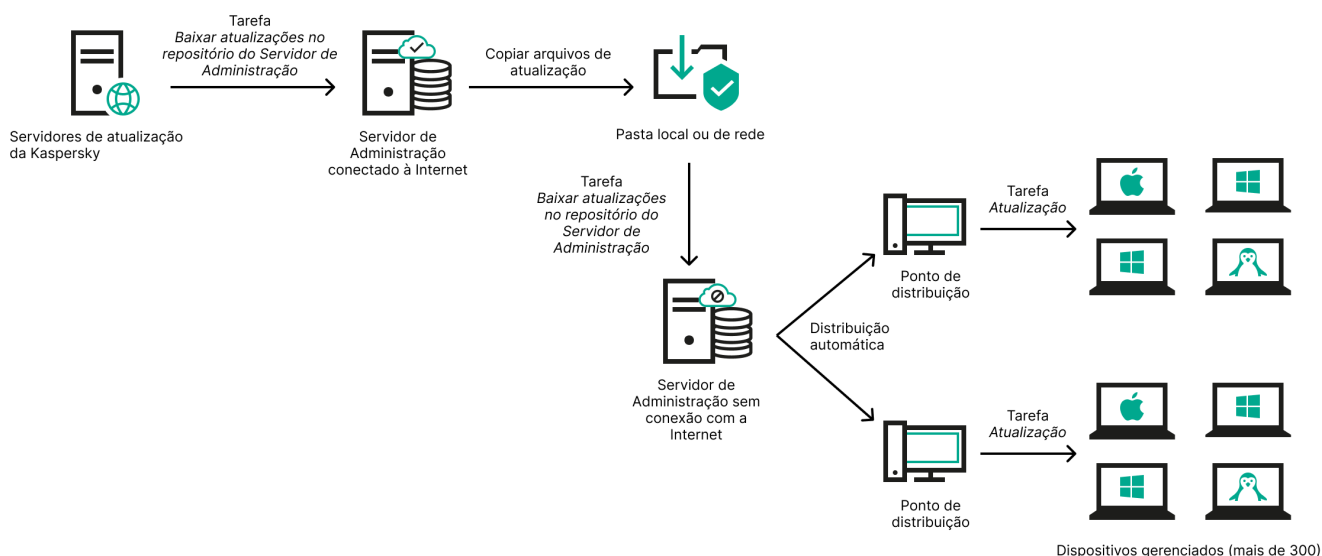 Tarefa
Baixar atualizações no
repositório do Servidor de
Administração
Servidores de atualização
da Kaspersky
Servidor de
Administração
conectado à Internet
Copiar arquivos de
atualização
Pasta local ou de rede
Tarefa
Baixar atualizações
no repositório do
Servidor de
Administração
Servidor de
Administração sem
conexão com a
Internet
Distribuição
automática
Ponto de
distribuição
Tarefa
Atualização
Ponto de
distribuição
Tarefa
Atualização
Dispositivos gerenciados (mais de 300)